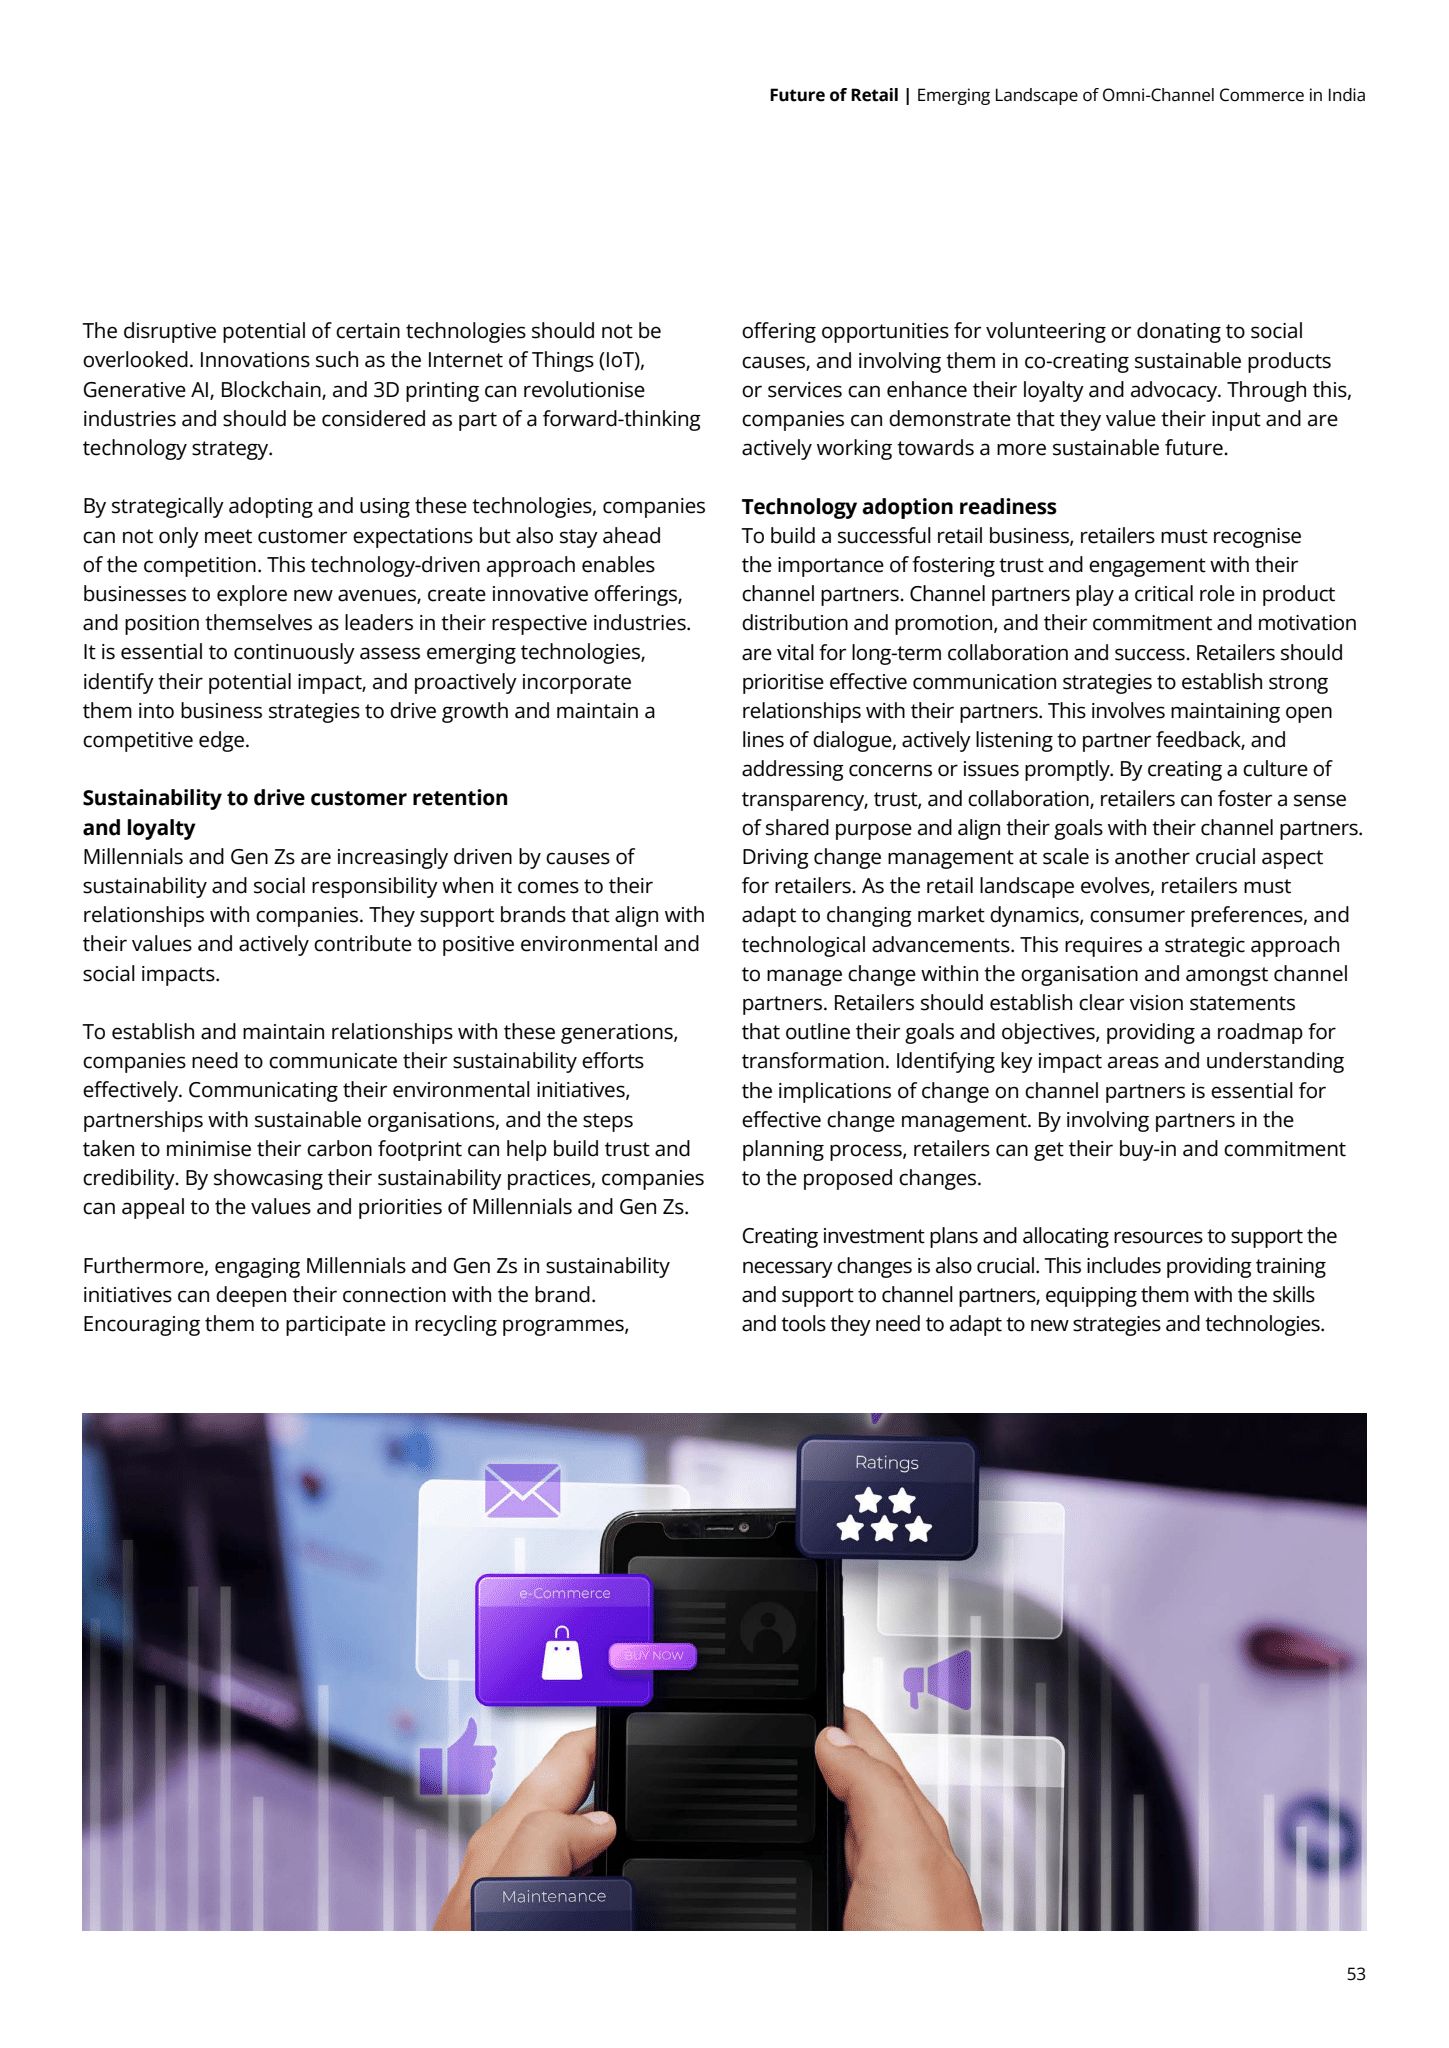 Future of Retail | Emerging Landscape of Omni-Channel Commerce in India
The disruptive potential of certain technologies should not be
overlooked. Innovations such as the Internet of Things (IoT),
Generative AI, Blockchain, and 3D printing can revolutionise
industries and should be considered as part of a forward-thinking
technology strategy.
By strategically adopting and using these technologies, companies
can not only meet customer expectations but also stay ahead
of the competition. This technology-driven approach enables
businesses to explore new avenues, create innovative offerings,
and position themselves as leaders in their respective industries.
It is essential to continuously assess emerging technologies,
identify their potential impact, and proactively incorporate
them into business strategies to drive growth and maintain a
competitive edge.
Sustainability to drive customer retention
and loyalty
Millennials and Gen Zs are increasingly driven by causes of
sustainability and social responsibility when it comes to their
relationships with companies. They support brands that align with
their values and actively contribute to positive environmental and
social impacts.
To establish and maintain relationships with these generations,
companies need to communicate their sustainability efforts
effectively. Communicating their environmental initiatives,
partnerships with sustainable organisations, and the steps
taken to minimise their carbon footprint can help build trust and
credibility. By showcasing their sustainability practices, companies
can appeal to the values and priorities of Millennials and Gen Zs.
Furthermore, engaging Millennials and Gen Zs in sustainability
initiatives can deepen their connection with the brand.
Encouraging them to participate in recycling programmes,
offering opportunities for volunteering or donating to social
causes, and involving them in co-creating sustainable products
or services can enhance their loyalty and advocacy. Through this,
companies can demonstrate that they value their input and are
actively working towards a more sustainable future.
Technology adoption readiness
To build a successful retail business, retailers must recognise
the importance of fostering trust and engagement with their
channel partners. Channel partners play a critical role in product
distribution and promotion, and their commitment and motivation
are vital for long-term collaboration and success. Retailers should
prioritise effective communication strategies to establish strong
relationships with their partners. This involves maintaining open
lines of dialogue, actively listening to partner feedback, and
addressing concerns or issues promptly. By creating a culture of
transparency, trust, and collaboration, retailers can foster a sense
of shared purpose and align their goals with their channel partners.
Driving change management at scale is another crucial aspect
for retailers. As the retail landscape evolves, retailers must
adapt to changing market dynamics, consumer preferences, and
technological advancements. This requires a strategic approach
to manage change within the organisation and amongst channel
partners. Retailers should establish clear vision statements
that outline their goals and objectives, providing a roadmap for
transformation. Identifying key impact areas and understanding
the implications of change on channel partners is essential for
effective change management. By involving partners in the
planning process, retailers can get their buy-in and commitment
to the proposed changes.
Creating investment plans and allocating resources to support the
necessary changes is also crucial. This includes providing training
and support to channel partners, equipping them with the skills
and tools they need to adapt to new strategies and technologies.
Ratings
e-Commerce
BUY NOW
Maintenance
53